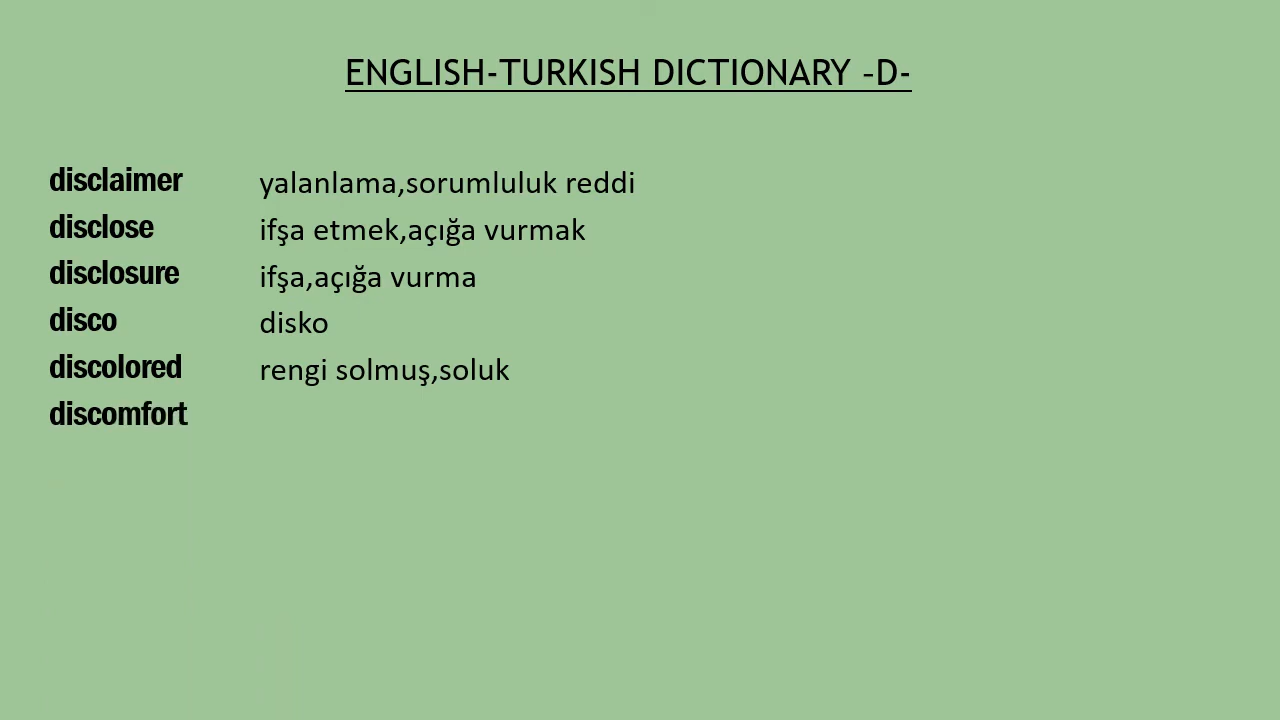 ENGLISH-TURKISH DICTIONARY –D-
disclaimer yalanlama,sorumluluk reddi
disclose ifşa etmek,açığa vurmak
disclosure ifşa,açığa vurma
disco disko
discolored rengi solmuş,soluk
discomfort